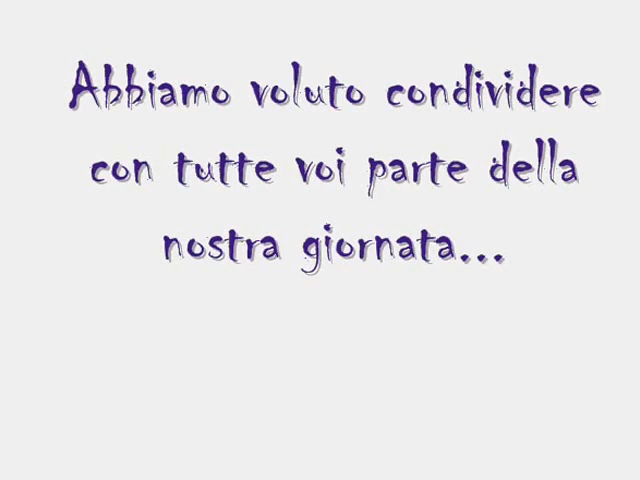 Abbiamo voluto condividere
con tutte voi parte della
nostra giornata...